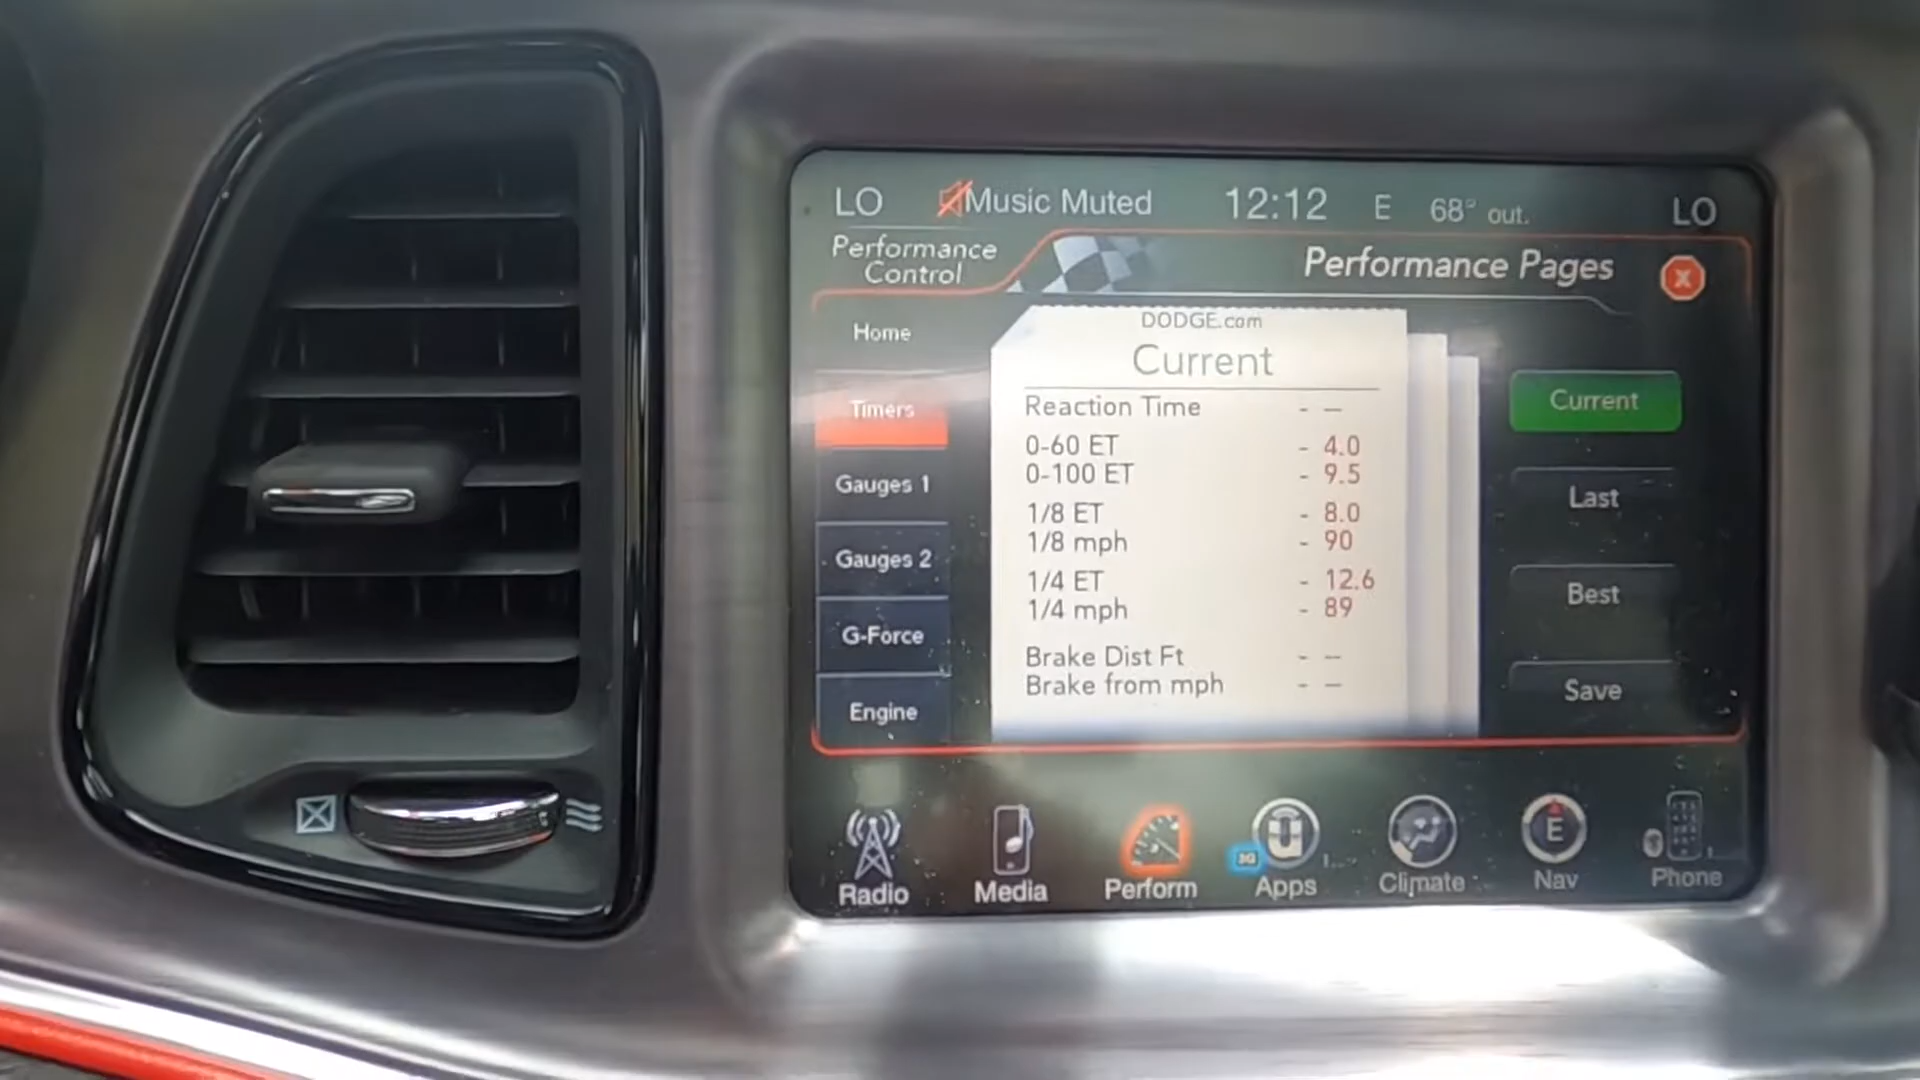 LO Music Muted 12:12 E 68° out. LO
Performance Control
Performance Pages
X
Home
Timers
Gauges 1
Gauges 2
G-Force
Engine
DODGE.com
Current
Reaction Time - --
0-60 ET - 4.0
0-100 ET - 9.5
1/8 ET - 8.0
1/8 mph - 90
1/4 ET - 12.6
1/4 mph - 89
Brake Dist Ft - --
Brake from mph - --
Current
Last
Best
Save
3G
E
Radio Media Perform Apps Climate Nav Phone